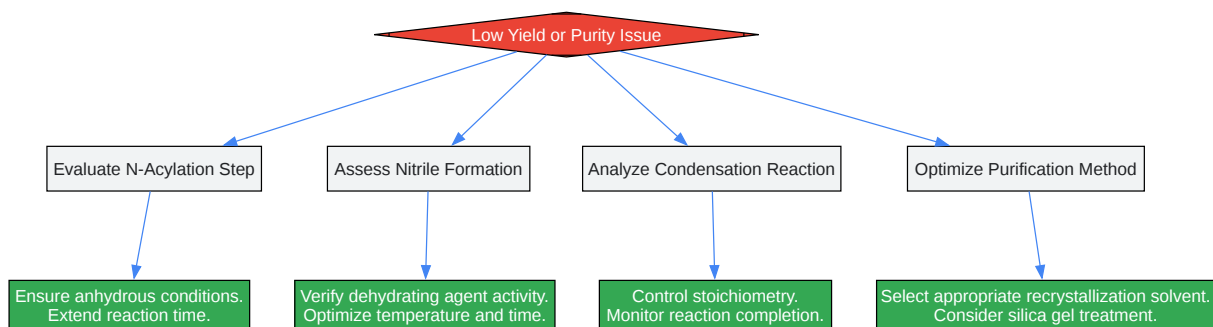 Low Yield or Purity Issue
Evaluate N-Acylation Step
Assess Nitrile Formation
Analyze Condensation Reaction
Optimize Purification Method
Ensure anhydrous conditions.
Extend reaction time.
Verify dehydrating agent activity.
Optimize temperature and time.
Control stoichiometry.
Monitor reaction completion.
Select appropriate recrystallization solvent.
Consider silica gel treatment.